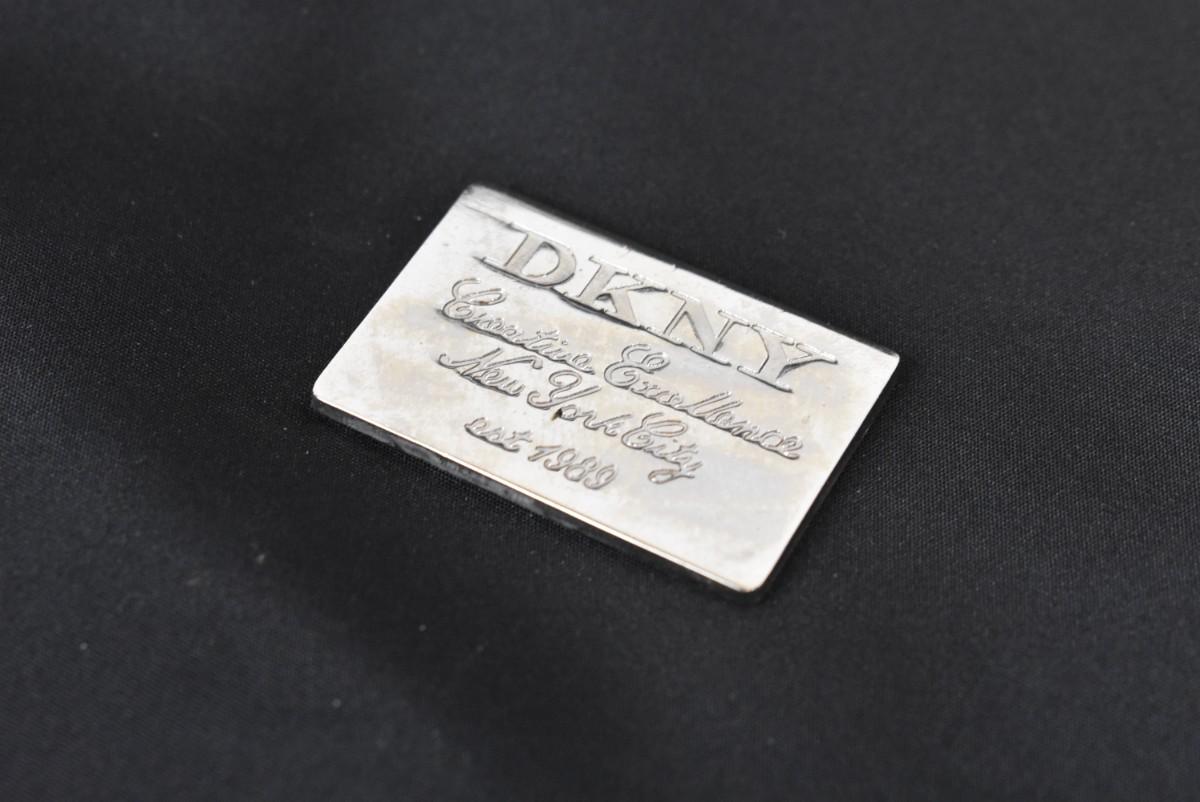 DKNY
Creative Excellence
New York City
est 1989